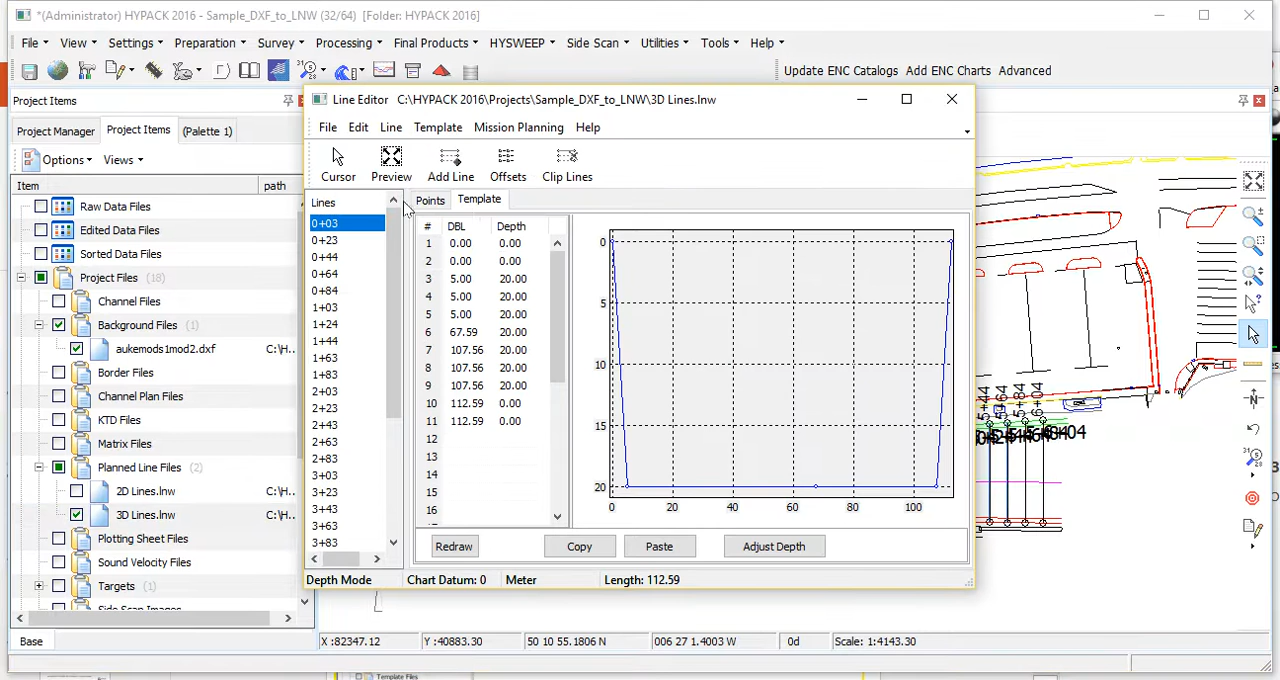 *(Administrator) HYPACK 2016 - Sample_DXF_to_LNW (32/64)  [Folder: HYPACK 2016]
File View Settings Preparation Survey Processing Final Products HYSWEEP Side Scan Utilities Tools Help
Update ENC Catalogs Add ENC Charts Advanced
Project Items
Project Manager Project Items (Palette 1)
Options Views
Item path
Raw Data Files
Edited Data Files
Sorted Data Files
Project Files (18)
Channel Files
Background Files (1)
aukemods1mod2.dxf C:\H...
Border Files
Channel Plan Files
KTD Files
Matrix Files
Planned Line Files (2)
2D Lines.lnw C:\H...
3D Lines.lnw C:\H...
Plotting Sheet Files
Sound Velocity Files
Targets (1)
Side Scan Images
Base
Line Editor C:\HYPACK 2016\Projects\Sample_DXF_to_LNW\3D Lines.lnw
File Edit Line Template Mission Planning Help
Cursor Preview Add Line Offsets Clip Lines
Lines
0+03
0+23
0+44
0+64
0+84
1+03
1+24
1+44
1+63
1+83
2+03
2+23
2+43
2+63
2+83
3+03
3+23
3+43
3+63
3+83
Points Template
# DBL Depth
1 0.00 0.00
2 0.00 0.00
3 5.00 20.00
4 5.00 20.00
5 5.00 20.00
6 67.59 20.00
7 107.56 20.00
8 107.56 20.00
9 107.56 20.00
10 112.59 0.00
11 112.59 0.00
12
13
14
15
16
0
5
10
15
20
0 20 40 60 80 100
Redraw Copy Paste Adjust Depth
Depth Mode Chart Datum: 0 Meter Length: 112.59
5+44
5+64
5+84
6+04
X :82347.12 Y :40883.30 50 10 55.1806 N 006 27 1.4003 W 0d Scale: 1:4143.30
Template Files